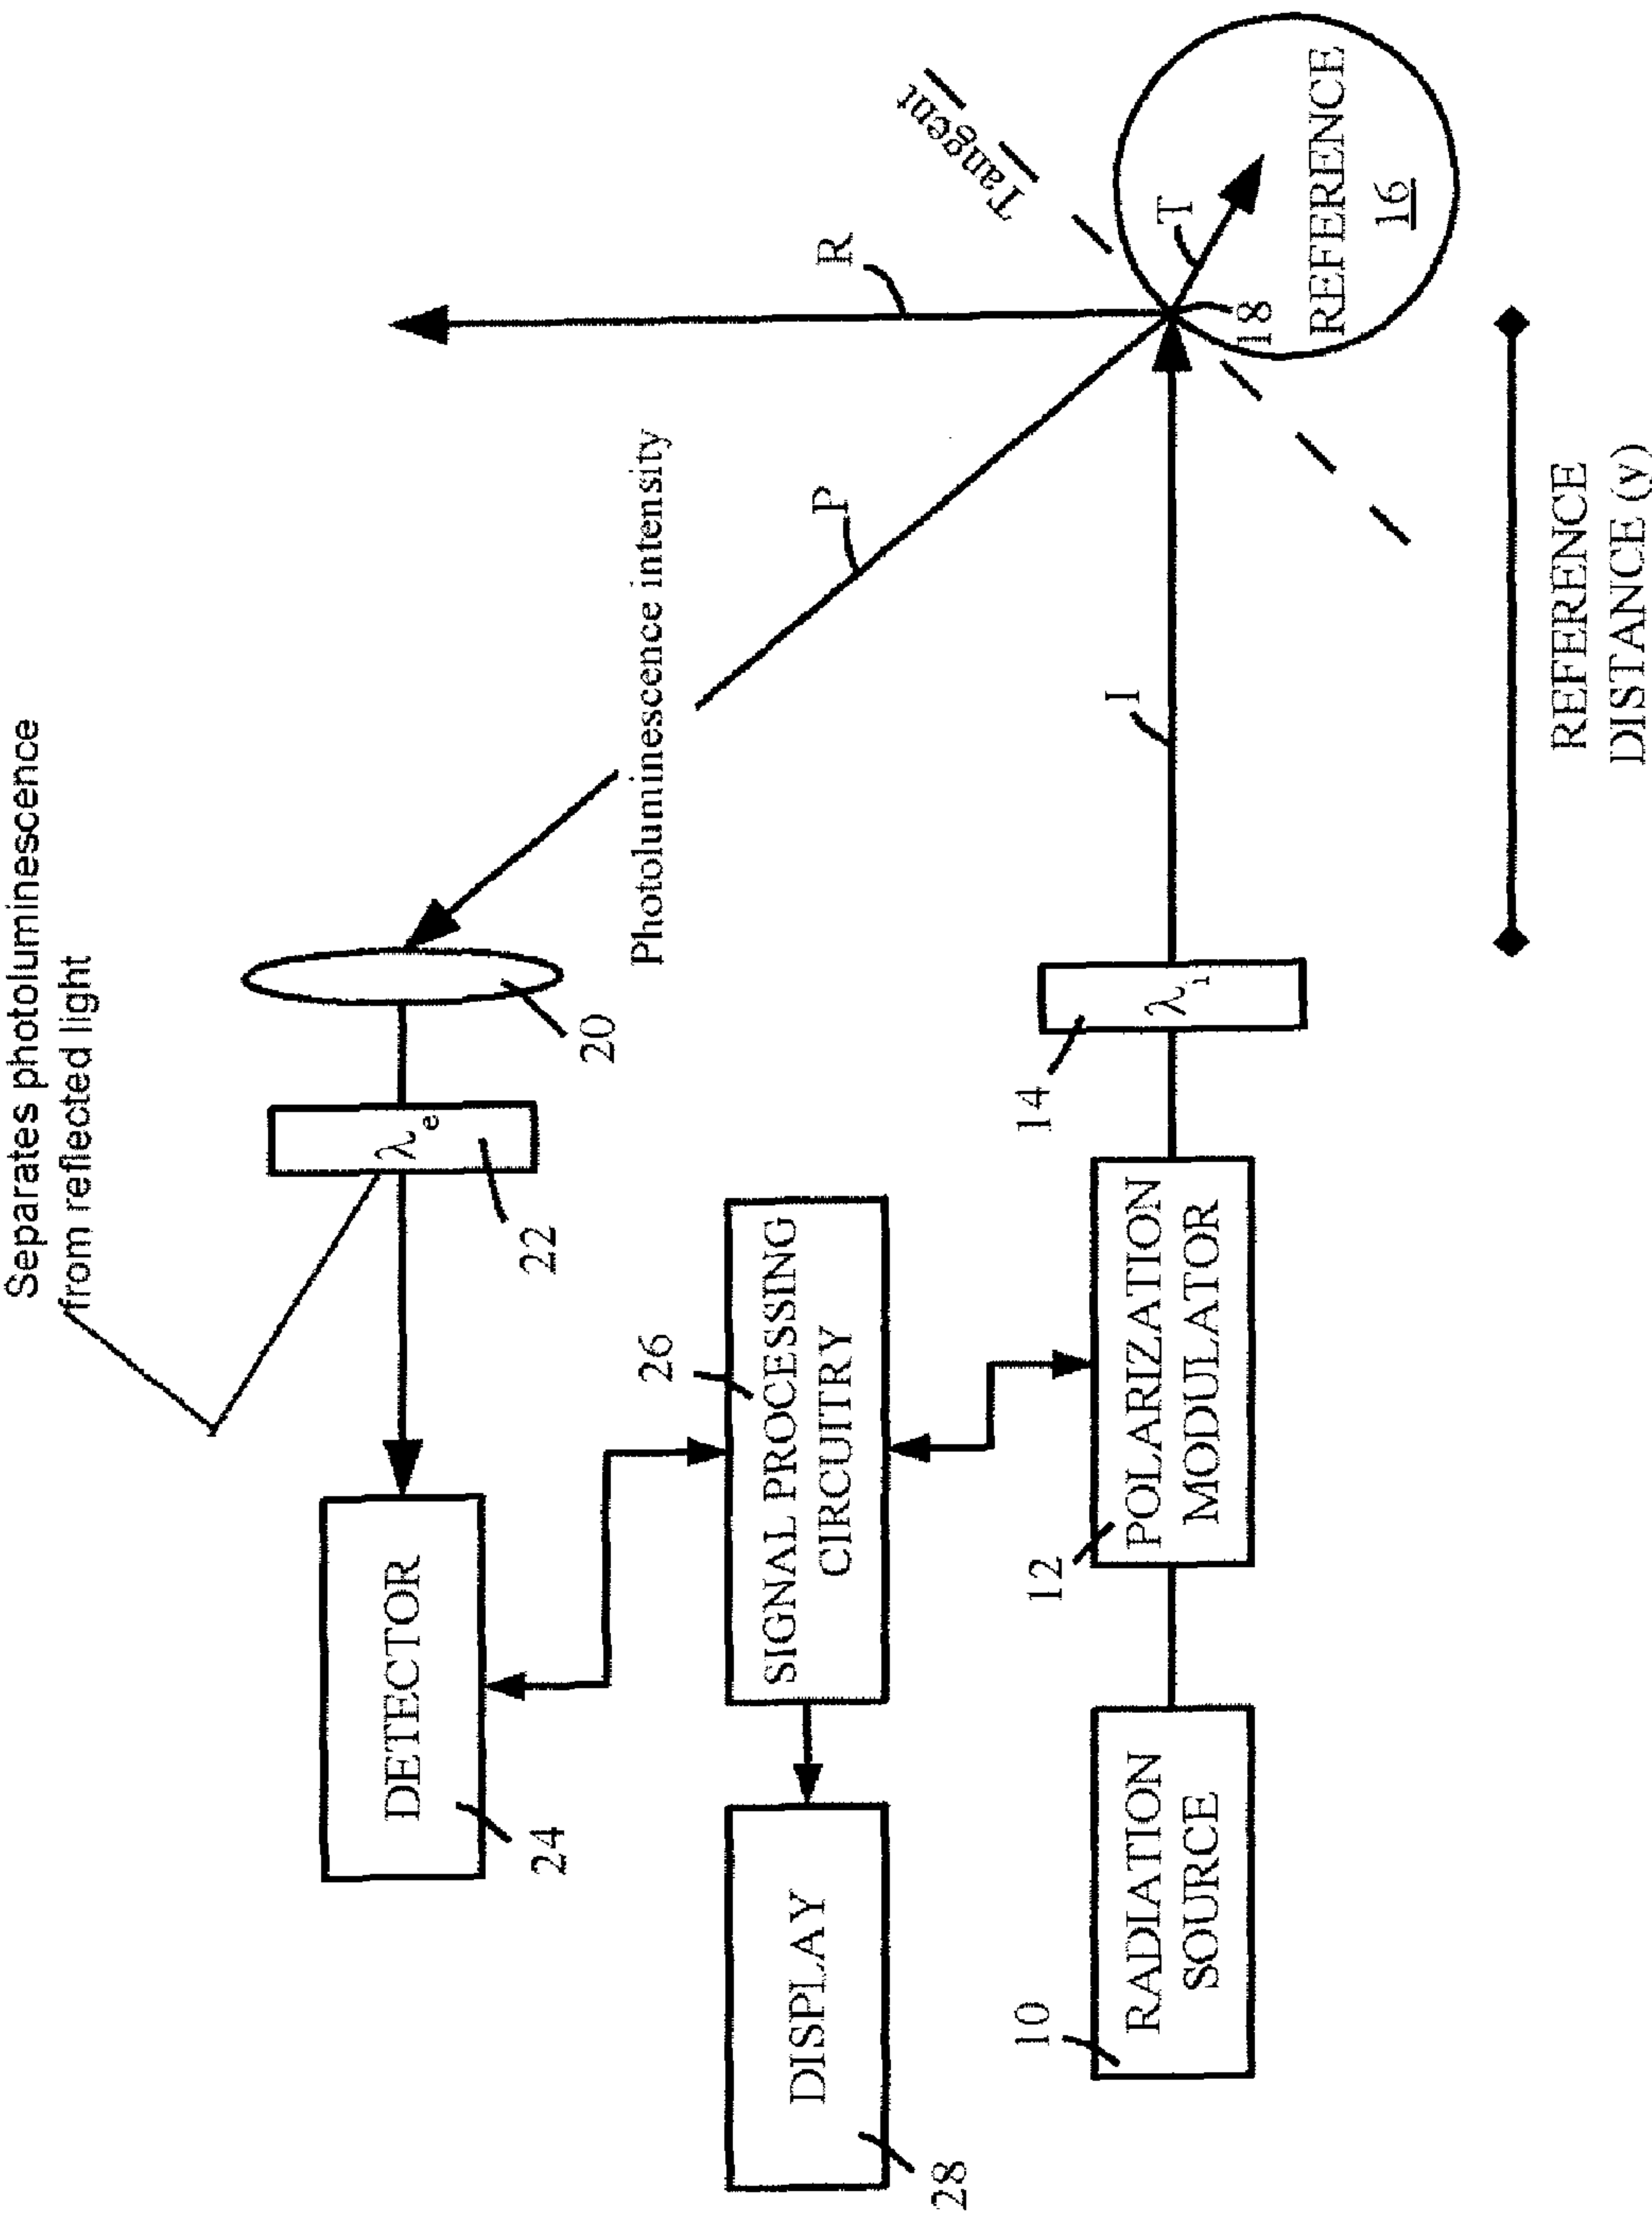 Separates photoluminescence
from reflected light
DETECTOR
24
λe
22
20
Photoluminescence intensity
P
R
Tangent
DISPLAY
28
SIGNAL PROCESSING
CIRCUITRY
26
RADIATION
SOURCE
10
POLARIZATION
MODULATOR
12
λi
14
I
T
18
REFERENCE
16
REFERENCE
DISTANCE (y)